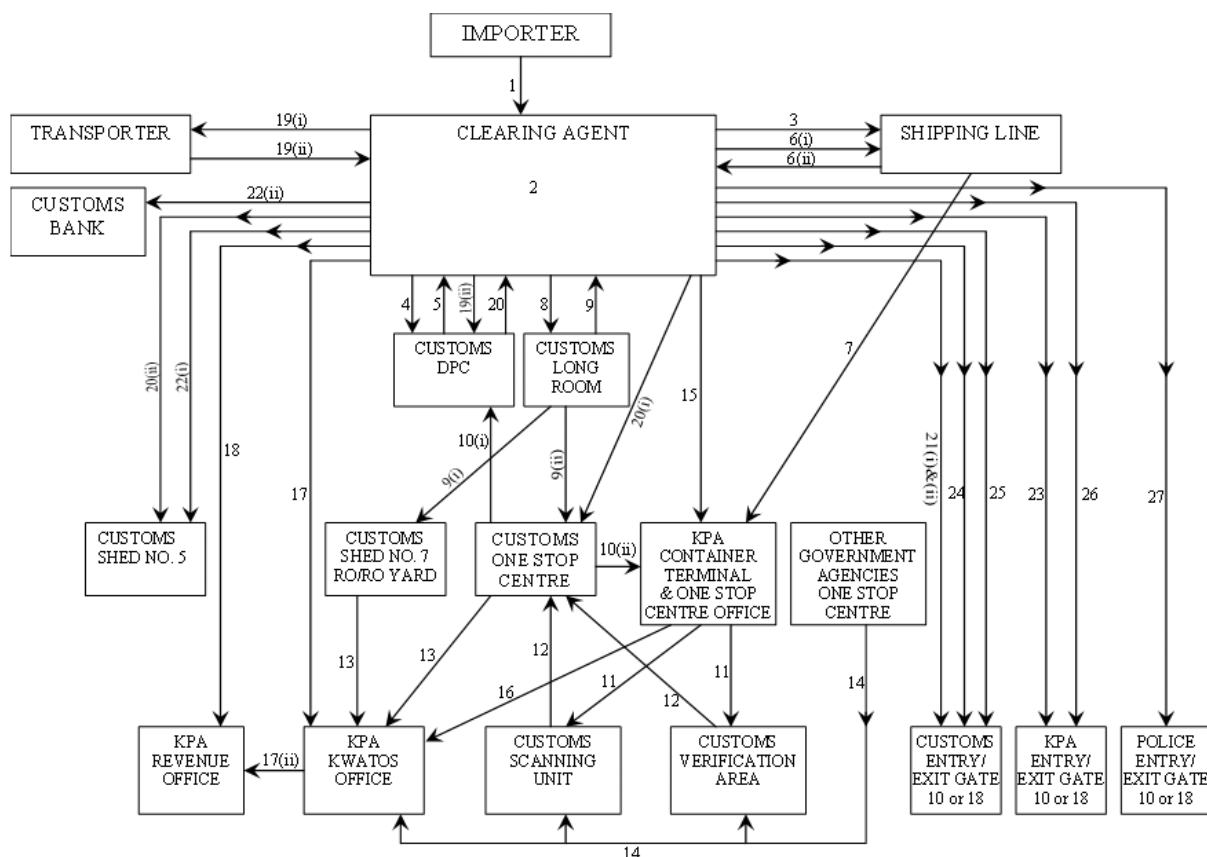 IMPORTER
1
TRANSPORTER
19(i)
19(ii)
CLEARING AGENT
2
3
6(i)
6(ii)
SHIPPING LINE
CUSTOMS
BANK
22(ii)
4
5
19(ii)
20
8
9
7
CUSTOMS
DPC
CUSTOMS
LONG
ROOM
20(ii)
22(i)
18
17
10(i)
9(i)
9(ii)
20(i)
15
21(i)&(ii)
24
25
23
26
27
CUSTOMS
SHED NO. 5
CUSTOMS
SHED NO. 7
RO/RO YARD
CUSTOMS
ONE STOP
CENTRE
10(ii)
KPA
CONTAINER
TERMINAL
& ONE STOP
CENTRE OFFICE
OTHER
GOVERNMENT
AGENCIES
ONE STOP
CENTRE
13
13
16
12
11
12
11
14
KPA
REVENUE
OFFICE
17(ii)
KPA
KWATOS
OFFICE
CUSTOMS
SCANNING
UNIT
CUSTOMS
VERIFICATION
AREA
CUSTOMS
ENTRY/
EXIT GATE
10 or 18
KPA
ENTRY/
EXIT GATE
10 or 18
POLICE
ENTRY/
EXIT GATE
10 or 18
14